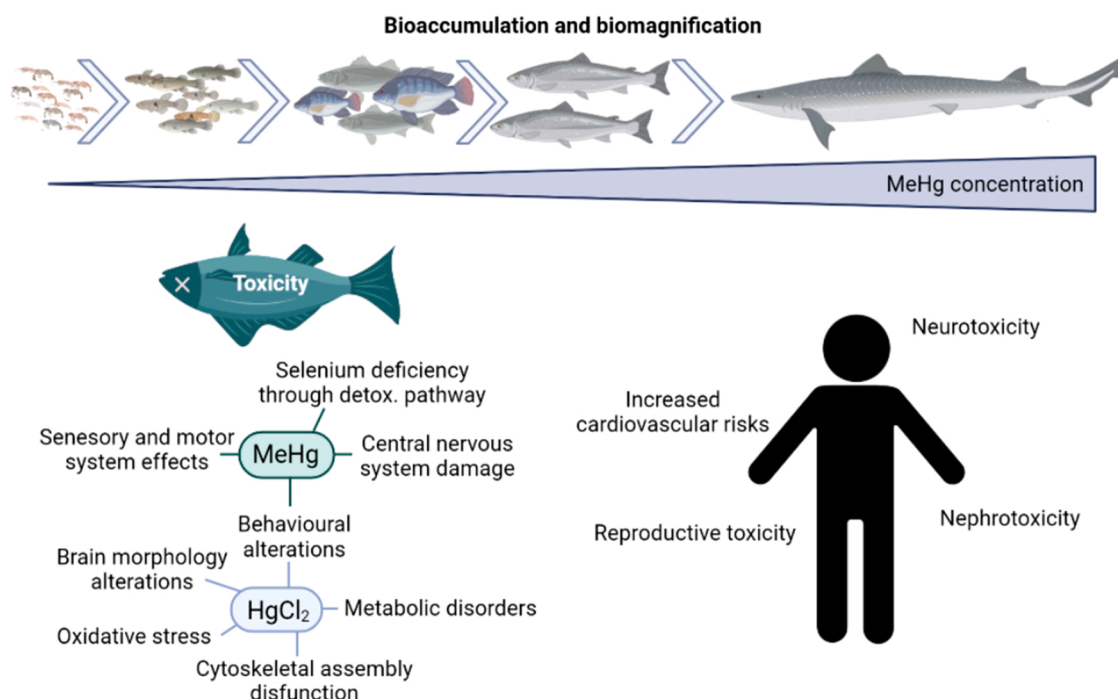 Bioaccumulation and biomagnification
MeHg concentration
Toxicity
Selenium deficiency
through detox. pathway
Senesory and motor
system effects
MeHg
Central nervous
system damage
Behavioural
alterations
Brain morphology
alterations
HgCl₂
Metabolic disorders
Oxidative stress
Cytoskeletal assembly
disfunction
Neurotoxicity
Increased
cardiovascular risks
Reproductive toxicity
Nephrotoxicity